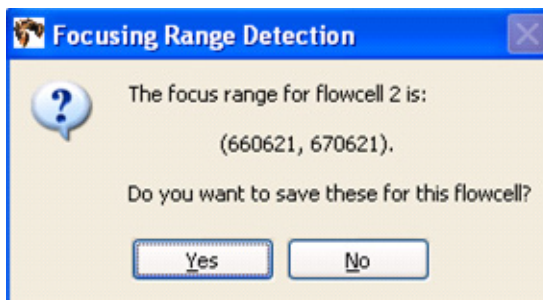 Focusing Range Detection
The focus range for flowcell 2 is:
(660621, 670621).
Do you want to save these for this flowcell?
Yes
No